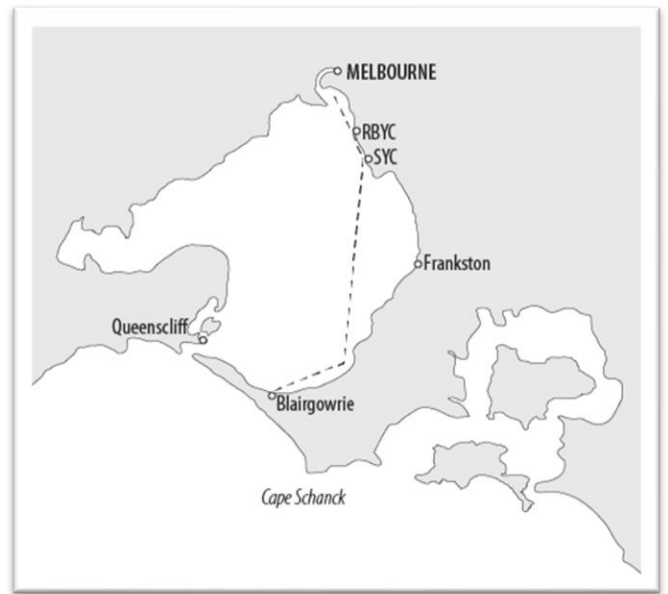 MELBOURNE
RBYC
SYC
Frankston
Queenscliff
Blairgowrie
Cape Schanck